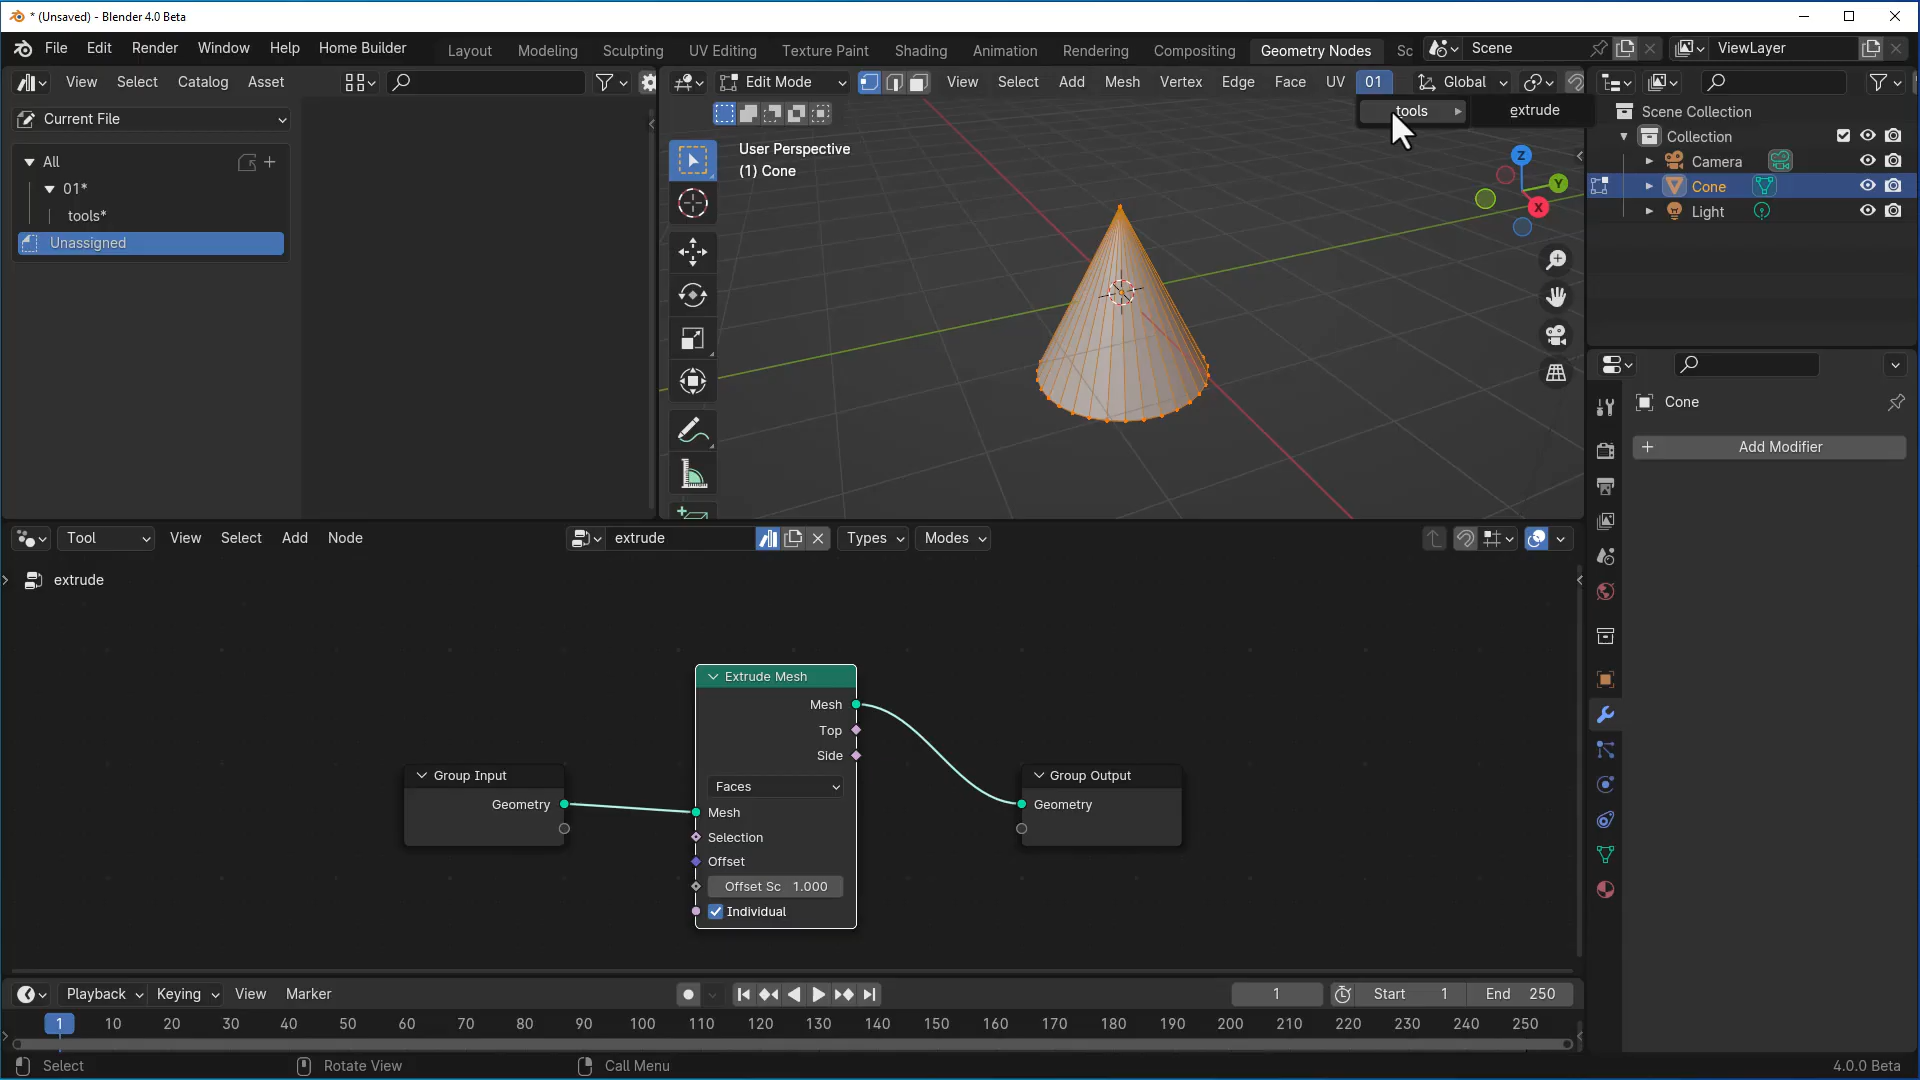 * (Unsaved) - Blender 4.0 Beta
File Edit Render Window Help Home Builder Layout Modeling Sculpting UV Editing Texture Paint Shading Animation Rendering Compositing Geometry Nodes Sc Scene ViewLayer
View Select Catalog Asset
Edit Mode View Select Add Mesh Vertex Edge Face UV 01 Global
Current File
All
01*
tools*
Unassigned
tools extrude
User Perspective
(1) Cone
Z
Y
X
Scene Collection
Collection
Camera
Cone
Light
Cone
+ Add Modifier
Tool View Select Add Node extrude Types Modes
extrude
Extrude Mesh
Mesh
Top
Side
Faces
Mesh
Selection
Offset
Offset Sc 1.000
Individual
Group Input
Geometry
Group Output
Geometry
Playback Keying View Marker 1 Start 1 End 250
1 10 20 30 40 50 60 70 80 90 100 110 120 130 140 150 160 170 180 190 200 210 220 230 240 250
Select Rotate View Call Menu 4.0.0 Beta